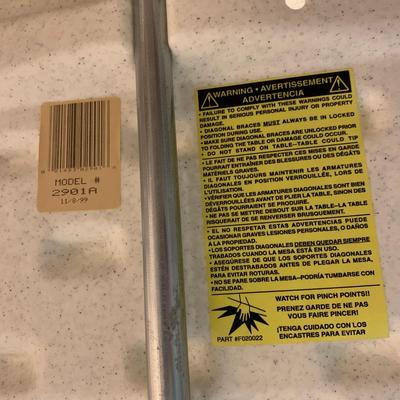 MODEL #
2901A
11/8/99
WARNING • AVERTISSEMENT
ADVERTENCIA
• FAILURE TO COMPLY WITH THESE WARNINGS COULD
RESULT IN SERIOUS PERSONAL INJURY OR PROPERTY
DAMAGE.
• DIAGONAL BRACES MUST ALWAYS BE IN LOCKED
POSITION DURING USE.
• MAKE SURE DIAGONAL BRACES ARE UNLOCKED PRIOR
TO FOLDING THE TABLE OR DAMAGE COULD OCCUR.
• DO NOT STAND ON TABLE–TABLE COULD TIP
• LE FAIT DE NE PAS RESPECTER CES MISES EN GARDE
POURRAIT ENTRAÎNER DES BLESSURES OU DES DÉGÂTS
MATÉRIELS GRAVES.
• IL FAUT TOUJOURS MAINTENIR LES ARMATURES
DIAGONALES EN POSITION VERROUILLÉE, LORS DE
L'UTILISATION.
• VÉRIFIER QUE LES ARMATURES DIAGONALES SONT BIEN
DÉVERROUILLÉES AVANT DE PLIER LA TABLE, SINON DES
DÉGÂTS POURRAIENT SE PRODUIRE.
• NE PAS SE METTRE DEBOUT SUR LA TABLE–LA TABLE
RISQUERAIT DE SE RENVERSER BRUSQUEMENT.
• EL NO RESPETAR ESTAS ADVERTENCIAS PUEDE
OCASIONAR GRAVES LESIONES PERSONALES, O DAÑOS
A LA PROPIEDAD.
• LOS SOPORTES DIAGONALES DEBEN QUEDAR SIEMPRE
TRABADOS CUANDO LA MESA ESTÁ EN USO.
• ASEGÚRESE DE QUE LOS SOPORTES DIAGONALES
ESTÉN DESTRABADOS ANTES DE PLEGAR LA MESA,
PARA EVITAR ROTURAS.
• NO SE PARE SOBRE LA MESA–PODRÍA TUMBARSE CON
FACILIDAD.
WATCH FOR PINCH POINTS!!
PRENEZ GARDE DE NE PAS
VOUS FAIRE PINCER!
¡TENGA CUIDADO CON LOS
ENCASTRES PARA EVITAR
PART #F020022